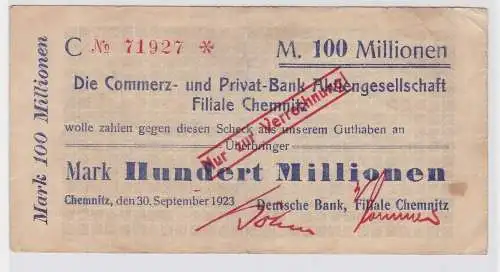 Mark 100 Millionen
C № 71927 *
M. 100 Millionen
Die Commerz- und Privat-Bank Aktiengesellschaft
Filiale Chemnitz
Nur zur Verrechnung
wolle zahlen gegen diesen Scheck aus unserem Guthaben an
Überbringer
Mark Hundert Millionen
Chemnitz, den 30. September 1923
Deutsche Bank, Filiale Chemnitz